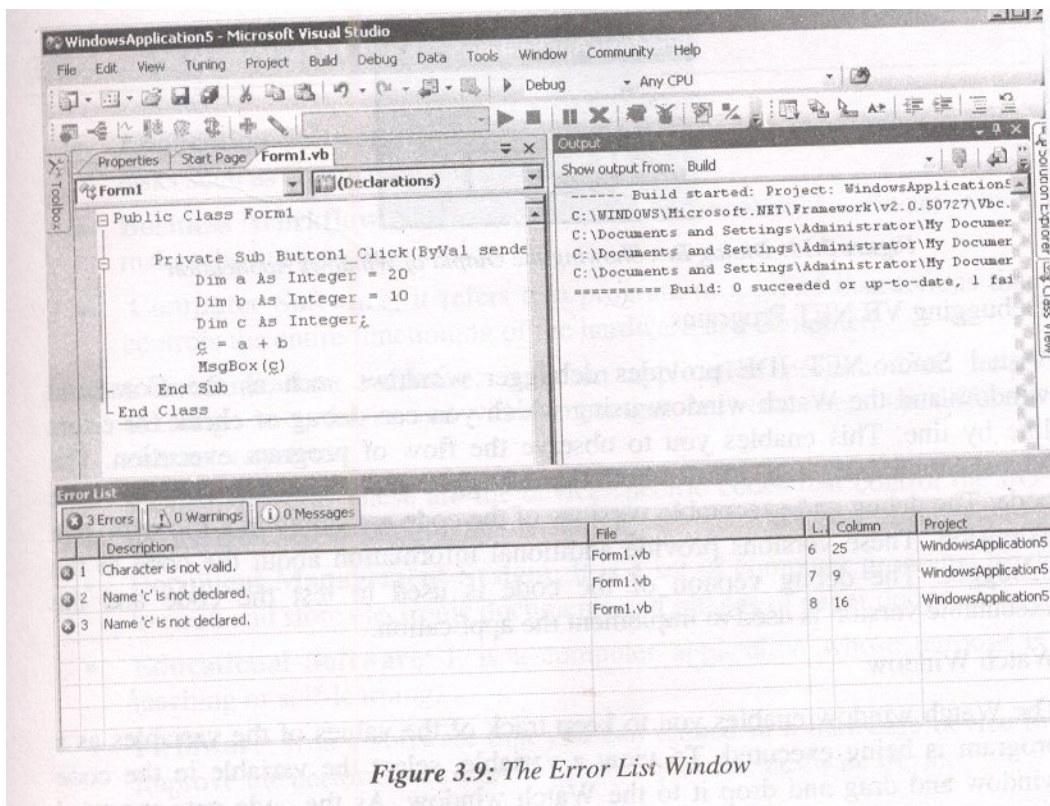 WindowsApplication5 - Microsoft Visual Studio
File Edit View Tuning Project Build Debug Data Tools Window Community Help
Debug Any CPU
Toolbox
Properties Start Page Form1.vb
Form1 (Declarations)
Public Class Form1
Private Sub Button1_Click(ByVal sende
Dim a As Integer = 20
Dim b As Integer = 10
Dim c As Integer;
c = a + b
MsgBox(c)
End Sub
End Class
Output
Show output from: Build
------ Build started: Project: WindowsApplication5
C:\WINDOWS\Microsoft.NET\Framework\v2.0.50727\Vbc.
C:\Documents and Settings\Administrator\My Documen
C:\Documents and Settings\Administrator\My Documen
C:\Documents and Settings\Administrator\My Documen
========== Build: 0 succeeded or up-to-date, 1 fai
Solution Explorer
Class View
Error List
3 Errors 0 Warnings 0 Messages
Description File L.. Column Project
1 Character is not valid. Form1.vb 6 25 WindowsApplication5
2 Name 'c' is not declared. Form1.vb 9 WindowsApplication5
3 Name 'c' is not declared. Form1.vb 8 16 WindowsApplication5
Figure 3.9: The Error List Window